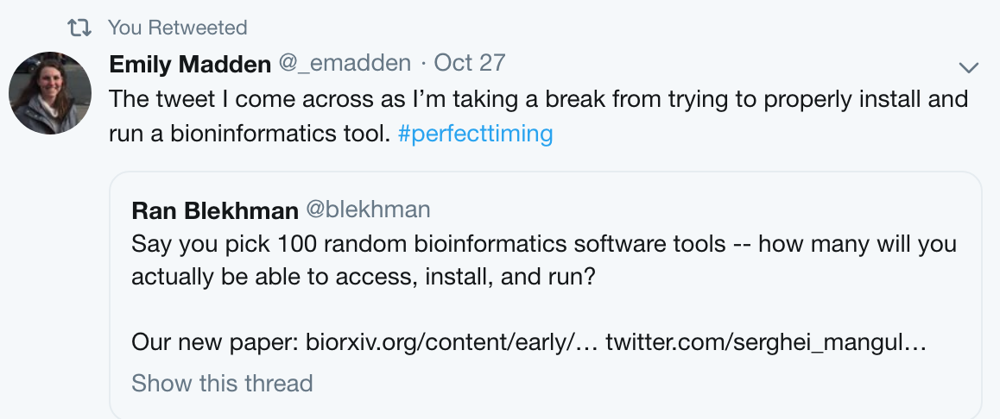 You Retweeted
Emily Madden @_emadden · Oct 27
The tweet I come across as I’m taking a break from trying to properly install and
run a bioninformatics tool. #perfecttiming
Ran Blekhman @blekhman
Say you pick 100 random bioinformatics software tools -- how many will you
actually be able to access, install, and run?
Our new paper: biorxiv.org/content/early/… twitter.com/serghei_mangul…
Show this thread